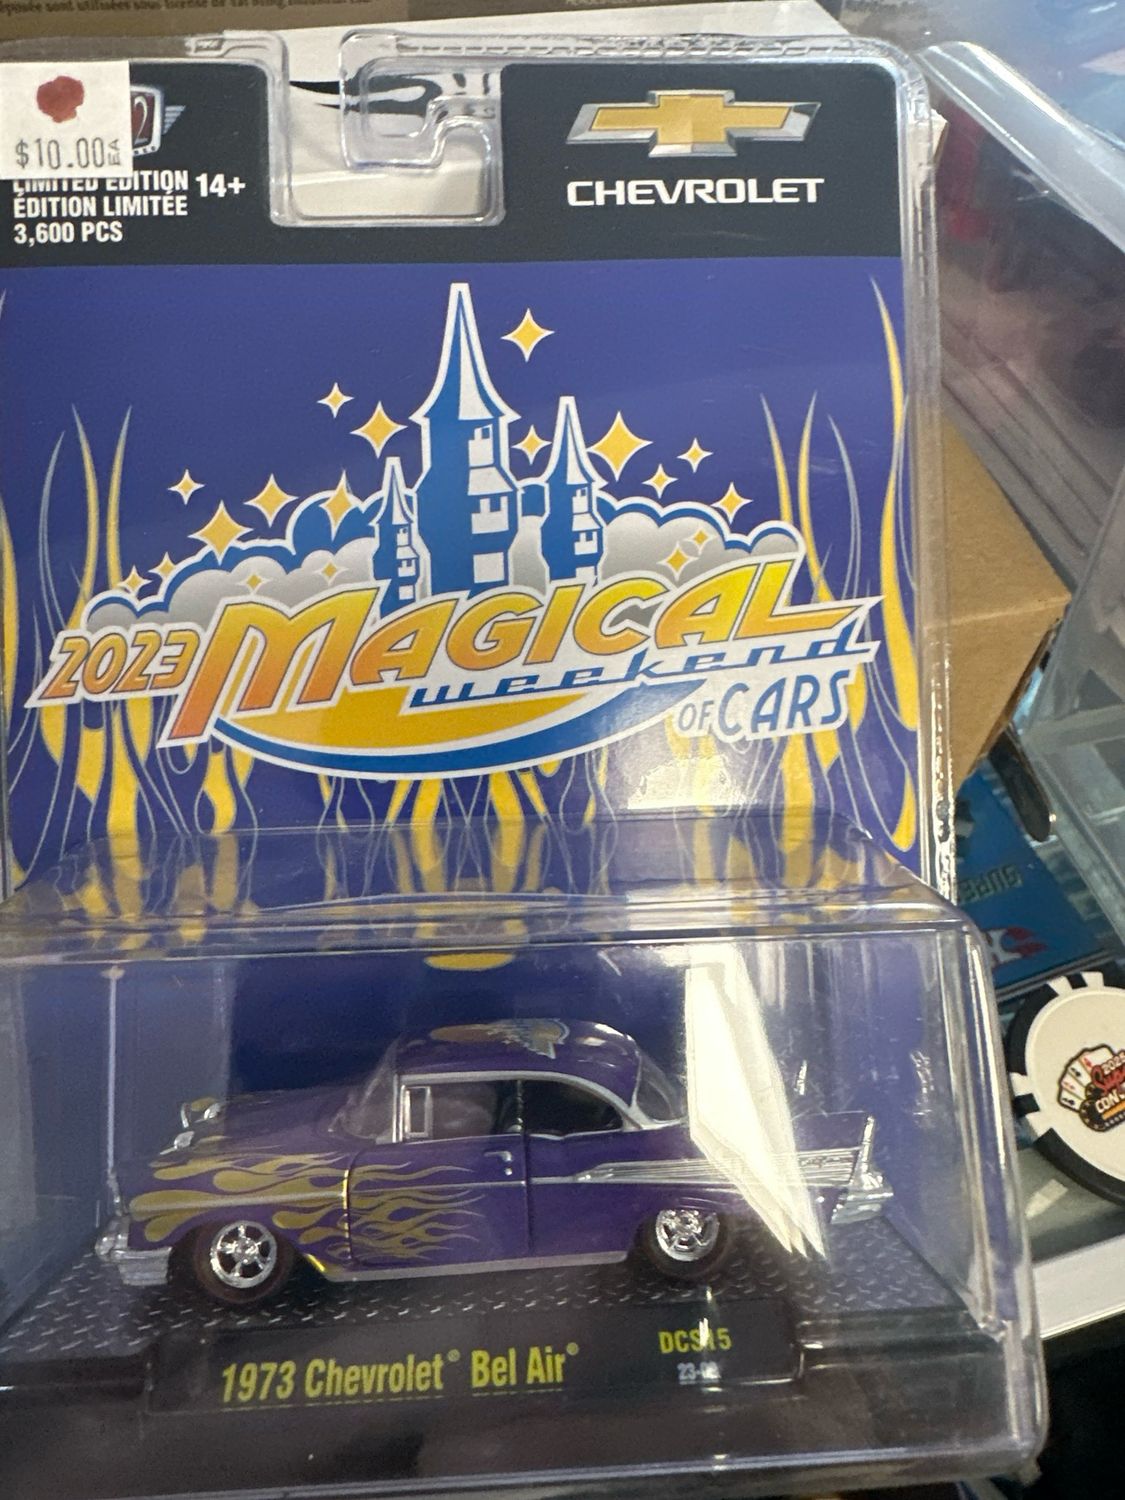 $10.00 EA
LIMITED EDITION 14+
ÉDITION LIMITÉE
3,600 PCS
CHEVROLET
2023 MAGICAL
weekend
OF CARS
1973 Chevrolet® Bel Air®
DCS15